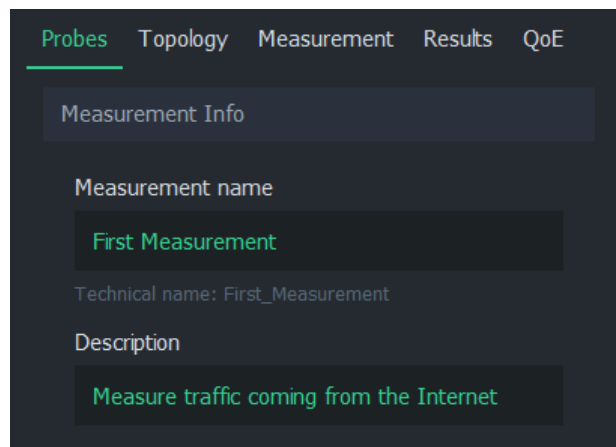 Probes Topology Measurement Results QoE
Measurement Info
Measurement name
First Measurement
Technical name: First_Measurement
Description
Measure traffic coming from the Internet